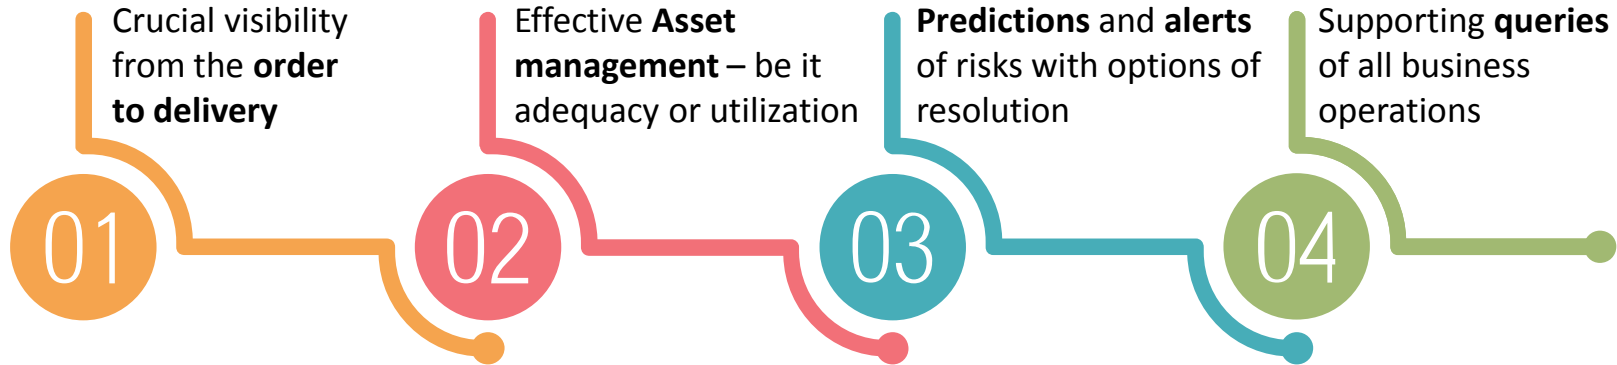 Crucial visibility
from the order
to delivery
Effective Asset
management – be it
adequacy or utilization
Predictions and alerts
of risks with options of
resolution
Supporting queries
of all business
operations
01
02
03
04